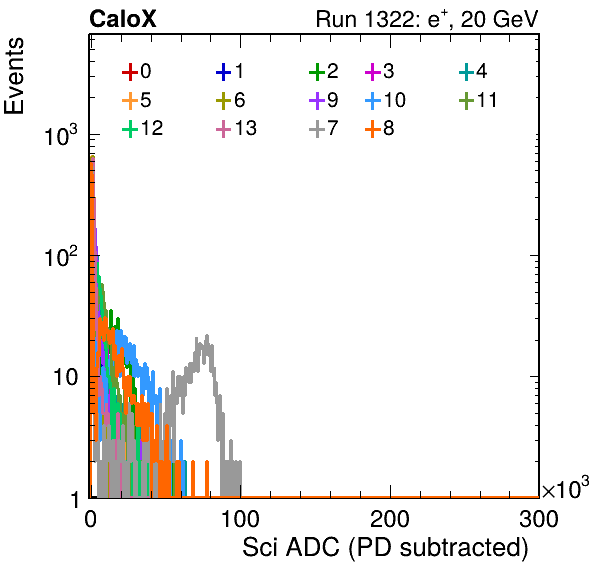 CaloX Run 1322: e⁺, 20 GeV
Events
0 1 2 3 4
5 6 9 10 11
12 13 7 8
10³
10²
10
1
0 100 200 300
×10³
Sci ADC (PD subtracted)